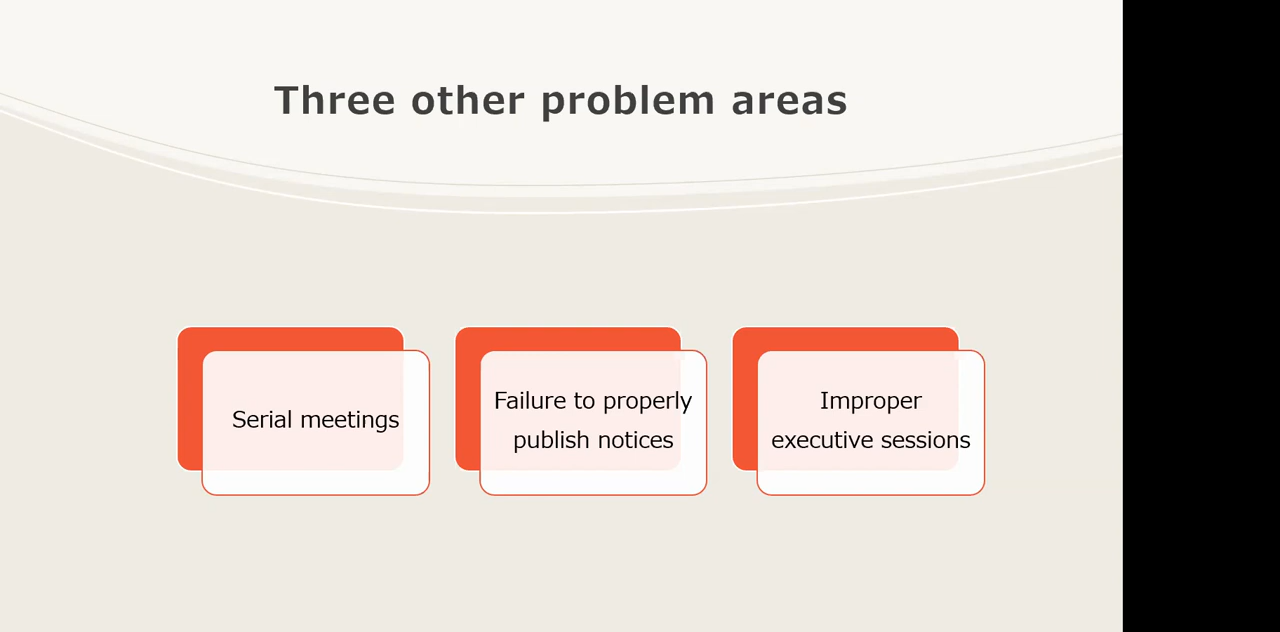 Three other problem areas
Serial meetings
Failure to properly
publish notices
Improper
executive sessions